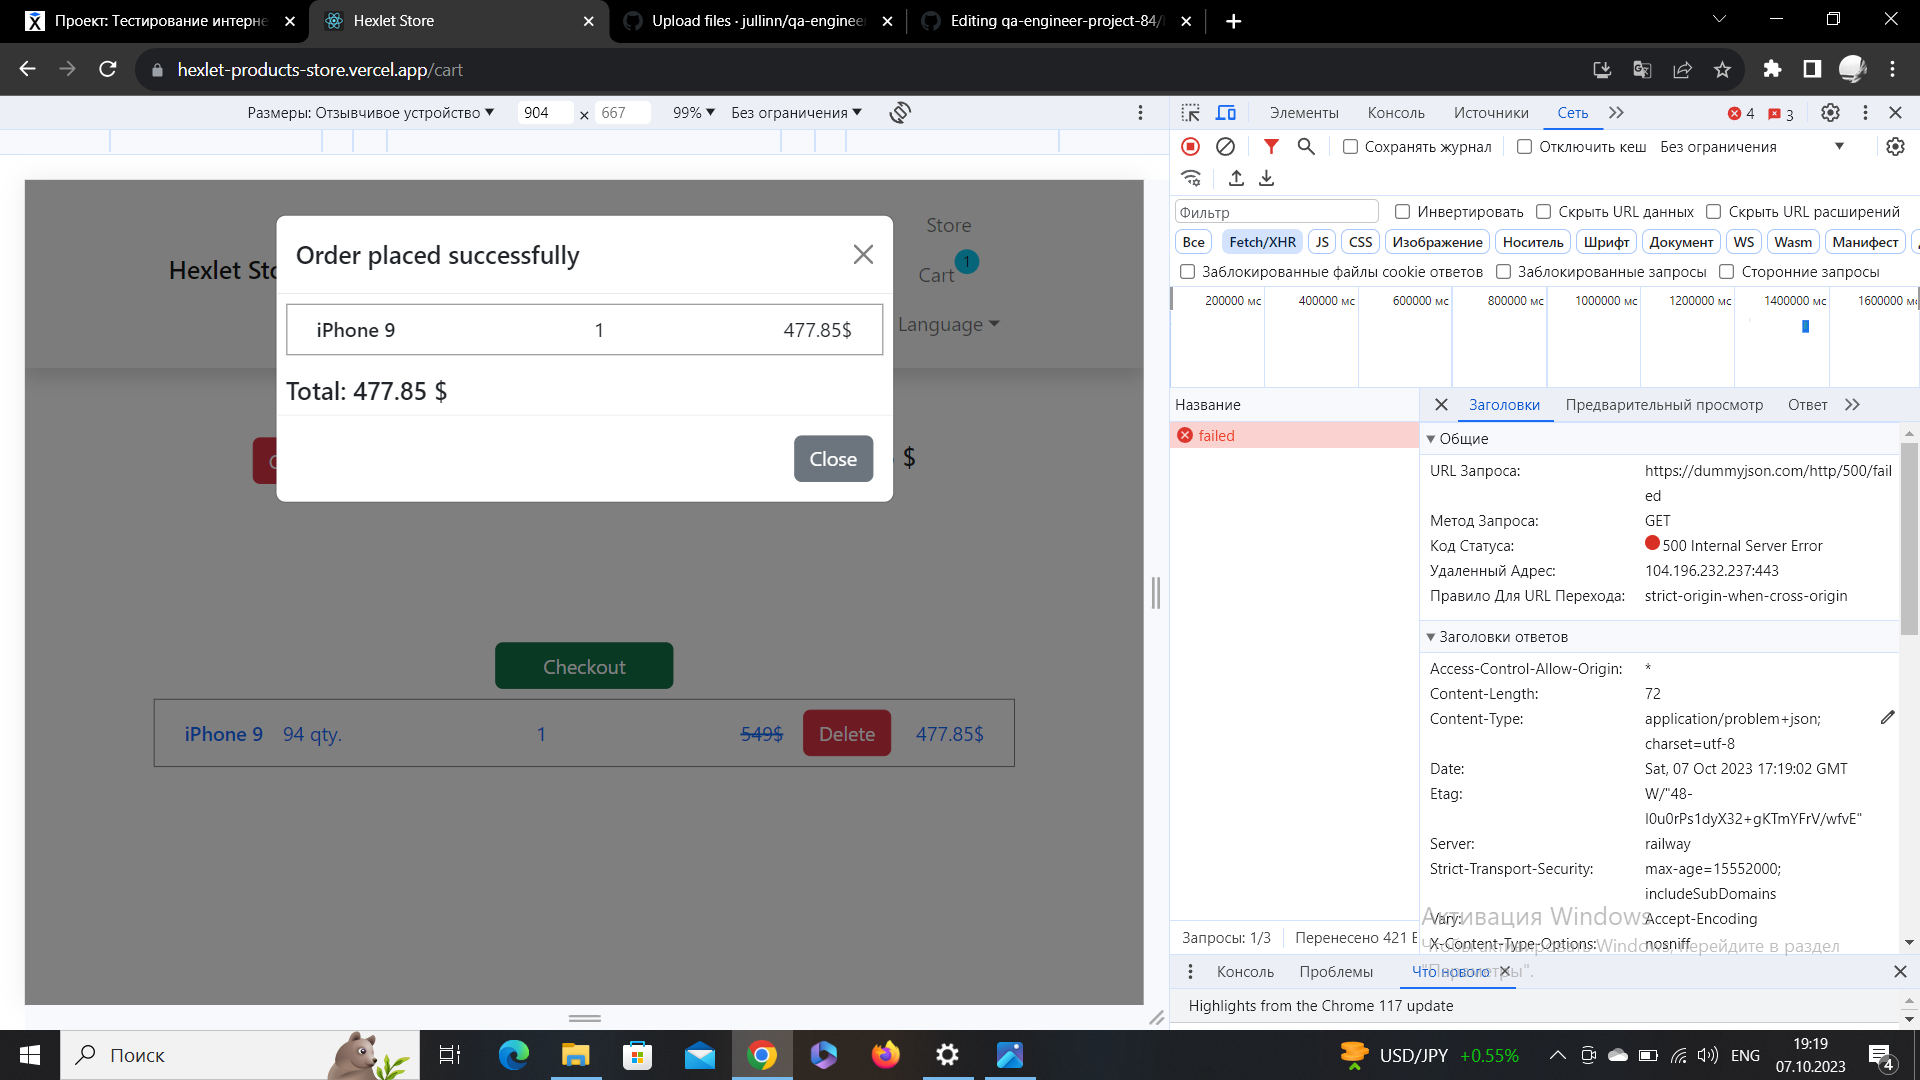 Проект: Тестирование интерне
Hexlet Store
Upload files · jullinn/qa-enginee
Editing qa-engineer-project-84/
hexlet-products-store.vercel.app/cart
Размеры: Отзывчивое устройство
904 × 667
99%
Без ограничения
Store
Cart 1
Language
Hexlet Sto
Order placed successfully
iPhone 9 1 477.85$
Total: 477.85 $
Close
$
Checkout
iPhone 9 94 qty. 1 549$ Delete 477.85$
Элементы Консоль Источники Сеть 4 3
Сохранять журнал Отключить кеш Без ограничения
Фильтр Инвертировать Скрыть URL данных Скрыть URL расширений
Все Fetch/XHR JS CSS Изображение Носитель Шрифт Документ WS Wasm Манифест
Заблокированные файлы cookie ответов Заблокированные запросы Сторонние запросы
200000 мс 400000 мс 600000 мс 800000 мс 1000000 мс 1200000 мс 1400000 мс 1600000 мс
Название
failed
Заголовки Предварительный просмотр Ответ
Общие
URL Запроса: https://dummyjson.com/http/500/fail
ed
Метод Запроса: GET
Код Статуса: 500 Internal Server Error
Удаленный Адрес: 104.196.232.237:443
Правило Для URL Перехода: strict-origin-when-cross-origin
Заголовки ответов
Access-Control-Allow-Origin: *
Content-Length: 72
Content-Type: application/problem+json;
charset=utf-8
Date: Sat, 07 Oct 2023 17:19:02 GMT
Etag: W/"48-
I0u0rPs1dyX32+gKTmYFrV/wfvE"
Server: railway
Strict-Transport-Security: max-age=15552000;
includeSubDomains
Vary: Accept-Encoding
X-Content-Type-Options: nosniff
Активация Windows
Чтобы активировать Windows, перейдите в раздел
"Параметры".
Запросы: 1/3 Перенесено 421 Б
Консоль Проблемы Что нового
Highlights from the Chrome 117 update
Поиск
USD/JPY +0.55%
ENG
19:19
07.10.2023
4